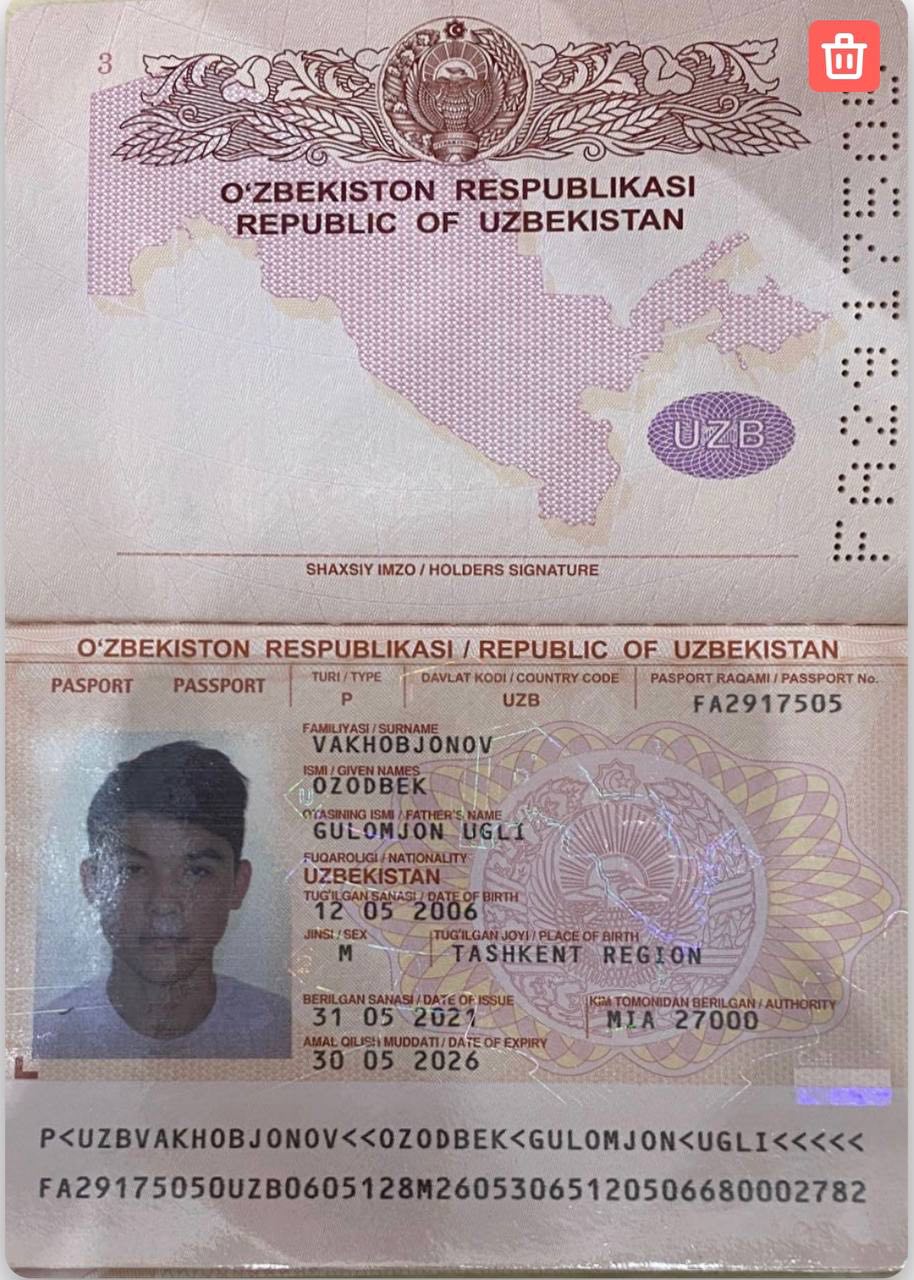 3
O‘ZBEKISTON RESPUBLIKASI
REPUBLIC OF UZBEKISTAN
UZB
FA2917505
SHAXSIY IMZO / HOLDERS SIGNATURE
O‘ZBEKISTON RESPUBLIKASI / REPUBLIC OF UZBEKISTAN
PASPORT PASSPORT TURI / TYPE DAVLAT KODI / COUNTRY CODE PASPORT RAQAMI / PASSPORT No.
P UZB FA2917505
FAMILIYASI / SURNAME
VAKHOBJONOV
ISMI / GIVEN NAMES
OZODBEK
OTASINING ISMI / FATHER'S NAME
GULOMJON UGLI
FUQAROLIGI / NATIONALITY
UZBEKISTAN
TUG'ILGAN SANASI / DATE OF BIRTH
12 05 2006
JINSI / SEX TUG'ILGAN JOYI / PLACE OF BIRTH
M TASHKENT REGION
BERILGAN SANASI / DATE OF ISSUE KIM TOMONIDAN BERILGAN / AUTHORITY
31 05 2021 MIA 27000
AMAL QILISH MUDDATI / DATE OF EXPIRY
30 05 2026
P<UZBVAKHOBJONOV<<OZODBEK<GULOMJON<UGLI<<<<<
FA29175050UZB0605128M26053065120506680002782